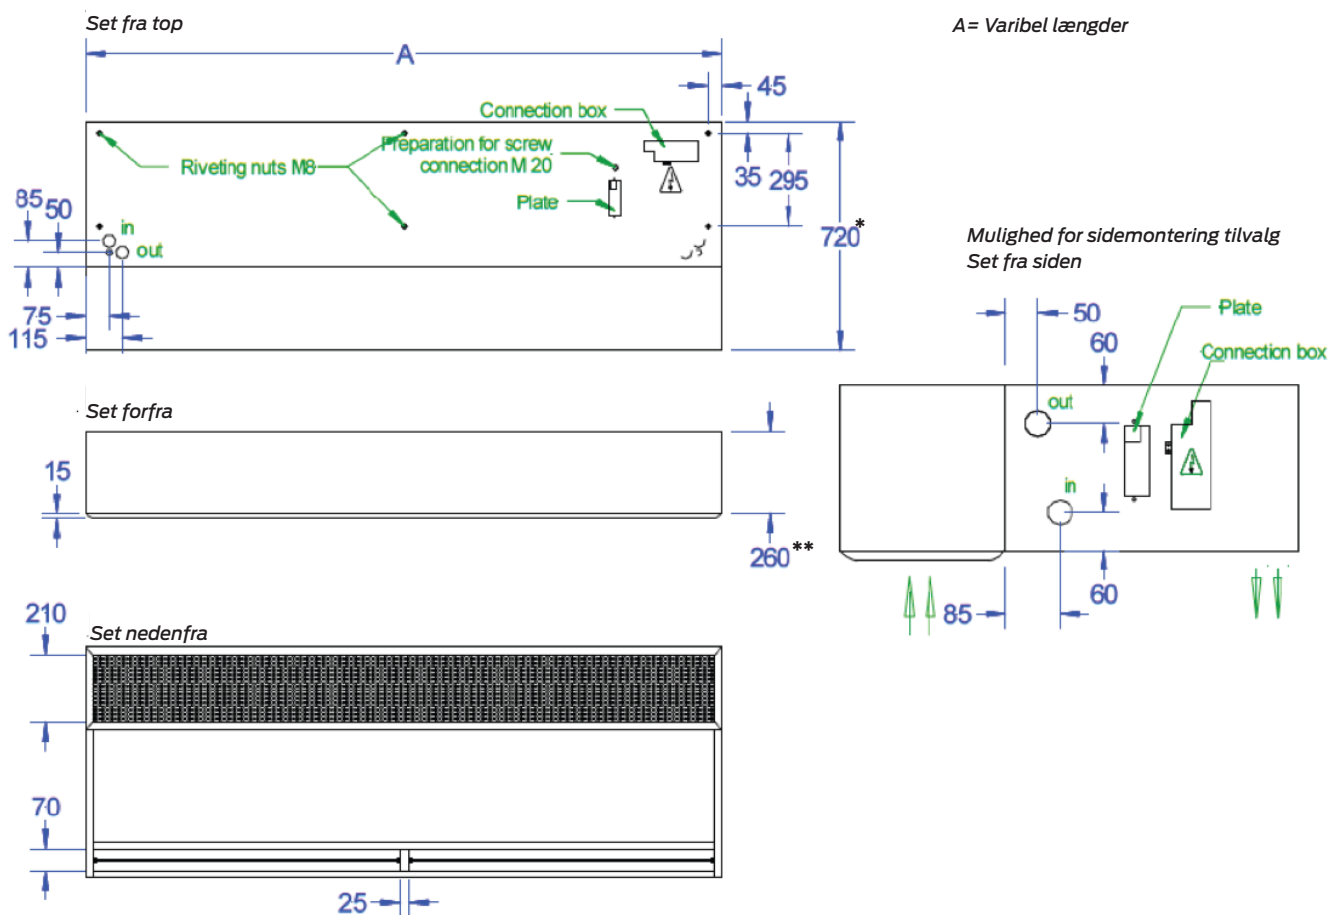 Set fra top
A= Varibel længder
A
45
Connection box
Preparation for screw
connection M 20
Riveting nuts M8
35
295
Plate
85
50
in
out
720*
75
115
Mulighed for sidemontering tilvalg
Set fra siden
50
Plate
60
Connection box
out
in
60
85
Set forfra
15
260**
210
Set nedenfra
70
25